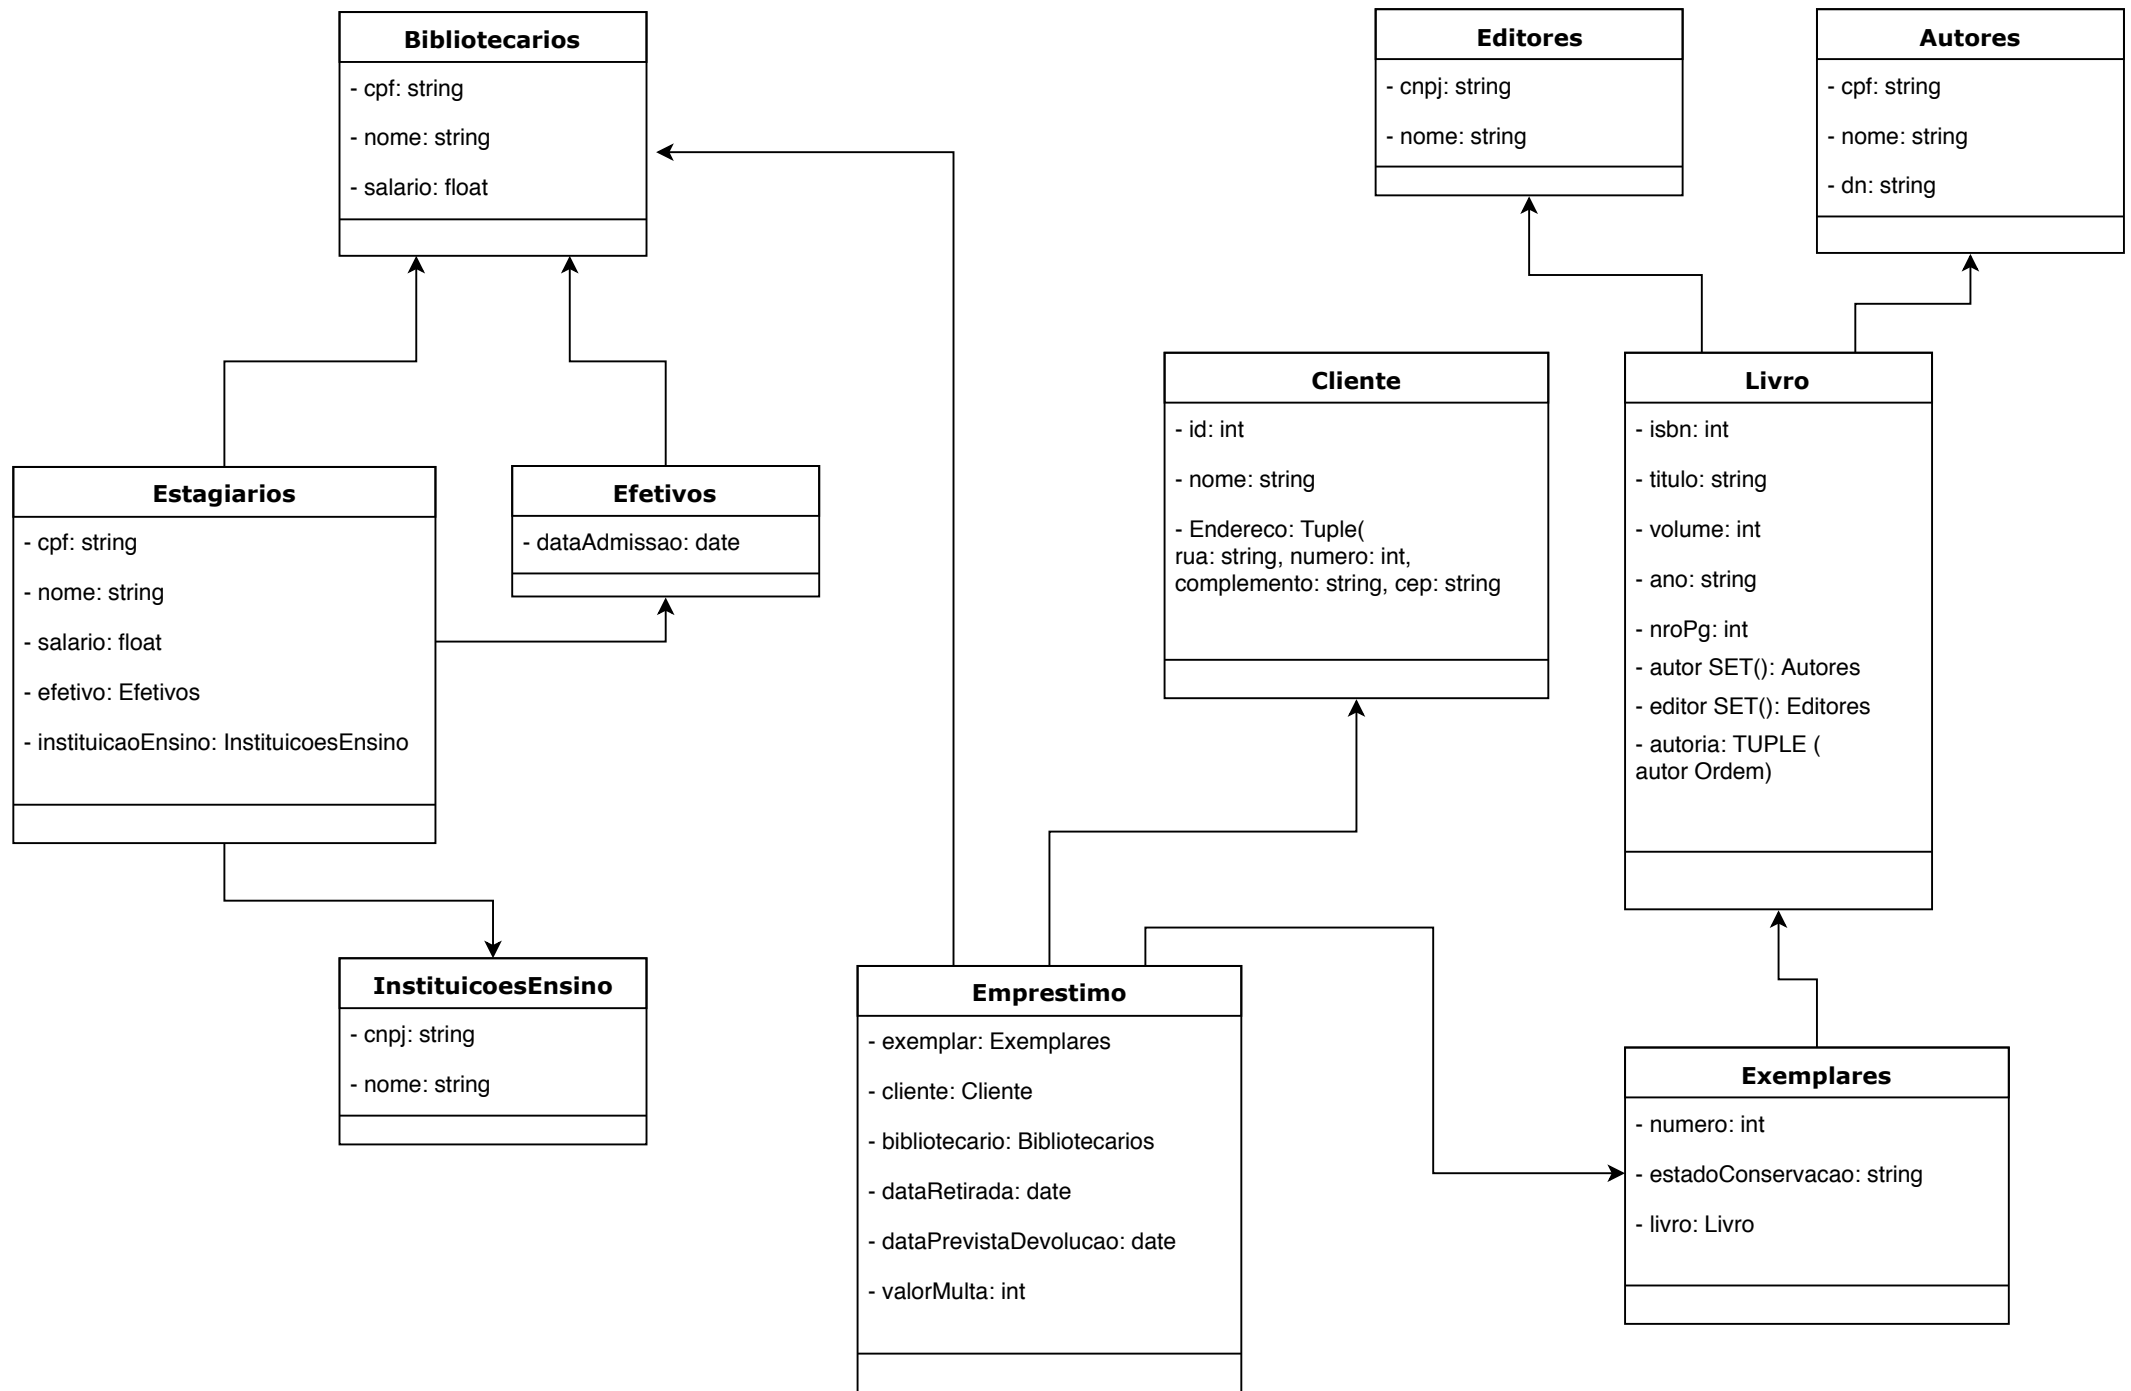 Bibliotecarios
- cpf: string
- nome: string
- salario: float
Editores
- cnpj: string
- nome: string
Autores
- cpf: string
- nome: string
- dn: string
Estagiarios
- cpf: string
- nome: string
- salario: float
- efetivo: Efetivos
- instituicaoEnsino: InstituicoesEnsino
Efetivos
- dataAdmissao: date
Cliente
- id: int
- nome: string
- Endereco: Tuple(
rua: string, numero: int,
complemento: string, cep: string
Livro
- isbn: int
- titulo: string
- volume: int
- ano: string
- nroPg: int
- autor SET(): Autores
- editor SET(): Editores
- autoria: TUPLE (
autor Ordem)
InstituicoesEnsino
- cnpj: string
- nome: string
Emprestimo
- exemplar: Exemplares
- cliente: Cliente
- bibliotecario: Bibliotecarios
- dataRetirada: date
- dataPrevistaDevolucao: date
- valorMulta: int
Exemplares
- numero: int
- estadoConservacao: string
- livro: Livro